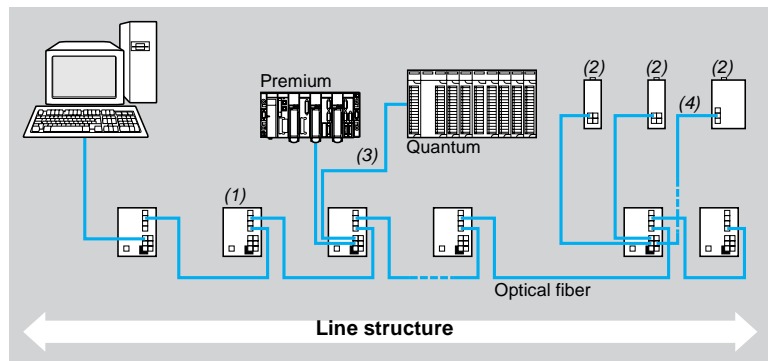 (2)
(2)
(2)
Premium
(4)
(3)
Quantum
(1)
Optical fiber
Line structure